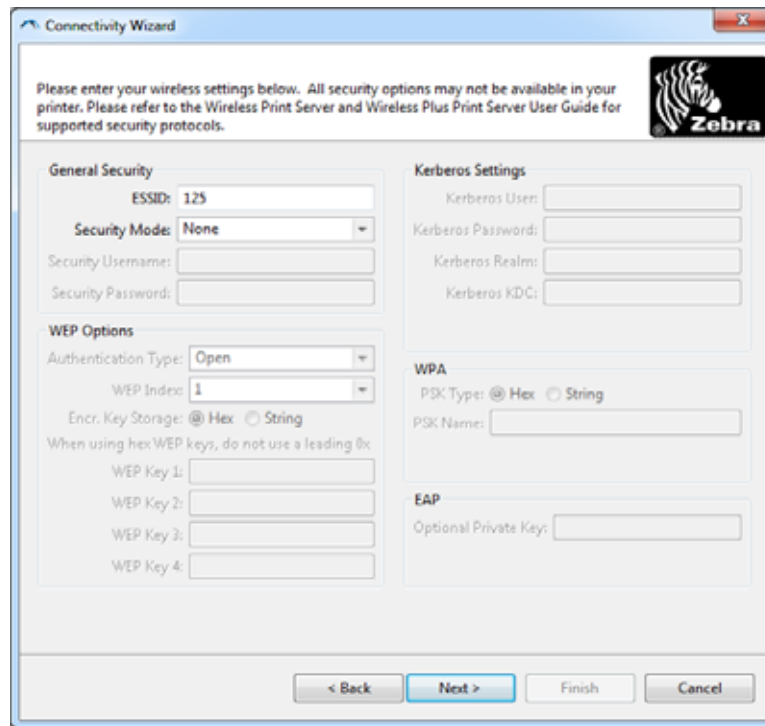 Connectivity Wizard
Please enter your wireless settings below. All security options may not be available in your
printer. Please refer to the Wireless Print Server and Wireless Plus Print Server User Guide for
supported security protocols.
® Zebra
General Security
ESSID: 125
Security Mode: None
Security Username:
Security Password:
WEP Options
Authentication Type: Open
WEP Index: 1
Encr. Key Storage: Hex String
When using hex WEP keys, do not use a leading 0x
WEP Key 1:
WEP Key 2:
WEP Key 3:
WEP Key 4:
Kerberos Settings
Kerberos User:
Kerberos Password:
Kerberos Realm:
Kerberos KDC:
WPA
PSK Type: Hex String
PSK Name:
EAP
Optional Private Key:
< Back Next > Finish Cancel